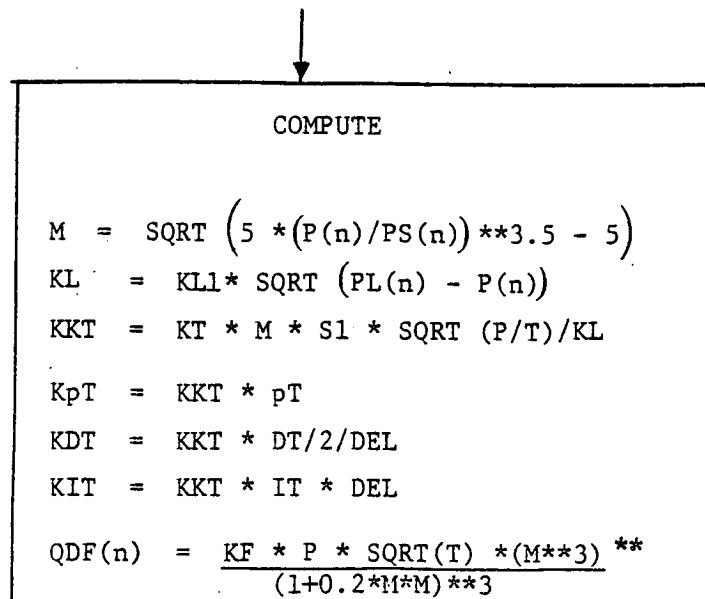 COMPUTE
M = SQRT (5 *(P(n)/PS(n))**3.5 - 5)
KL = KL1* SQRT (PL(n) - P(n))
KKT = KT * M * S1 * SQRT (P/T)/KL
KpT = KKT * pT
KDT = KKT * DT/2/DEL
KIT = KKT * IT * DEL
QDF(n) = KF * P * SQRT(T) *(M**3) **
(1+0.2*M*M)**3